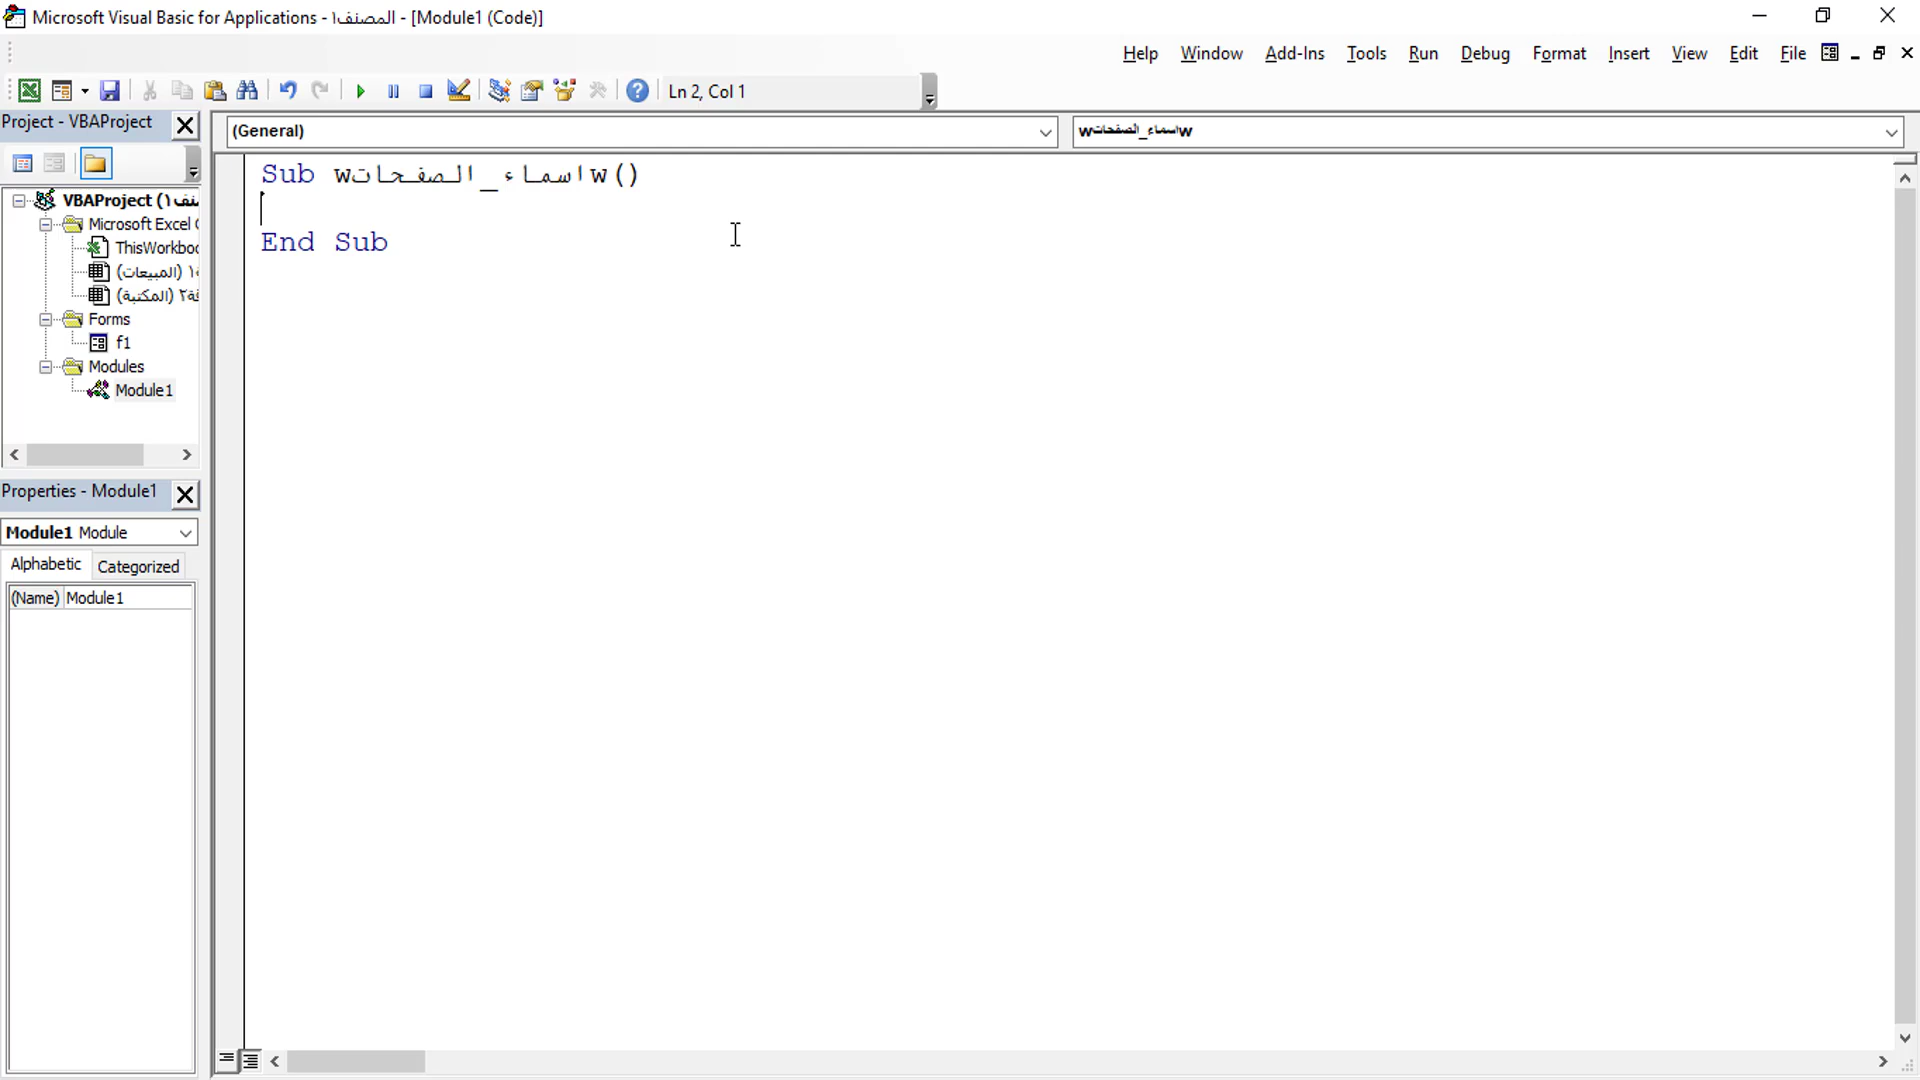 Microsoft Visual Basic for Applications - المصنف١ - [Module1 (Code)]
Help Window Add-Ins Tools Run Debug Format Insert View Edit File
Ln 2, Col 1
Project - VBAProject
(General)
wاسماء_الصفحاتw
VBAProject (
Microsoft Excel
ThisWorkbo
(المبيعات)
(المكتبة)
Forms
f1
Modules
Module1
Sub wاسماء_الصفحاتw()
End Sub
Properties - Module1
Module1 Module
Alphabetic Categorized
(Name) Module1